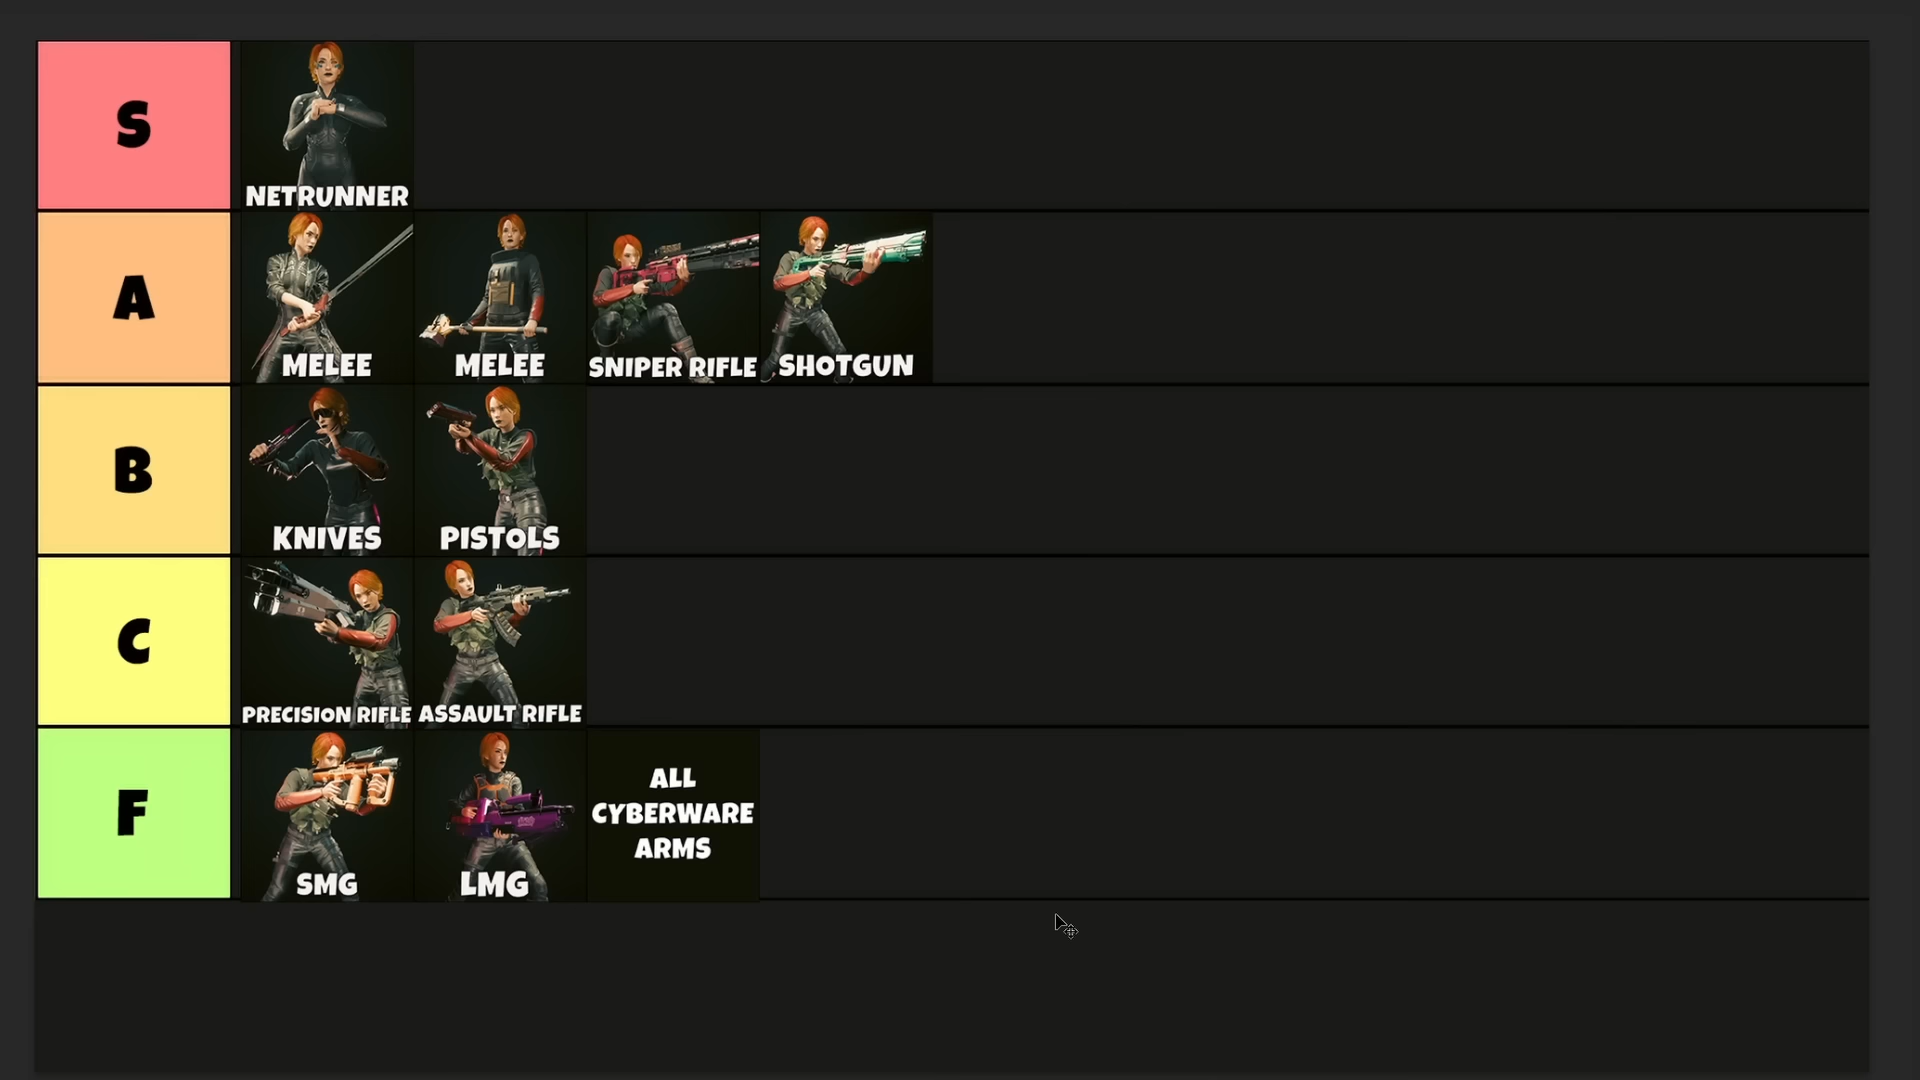 S
NETRUNNER
A
MELEE
MELEE
SNIPER RIFLE
SHOTGUN
B
KNIVES
PISTOLS
C
PRECISION RIFLE
ASSAULT RIFLE
F
SMG
LMG
ALL
CYBERWARE
ARMS